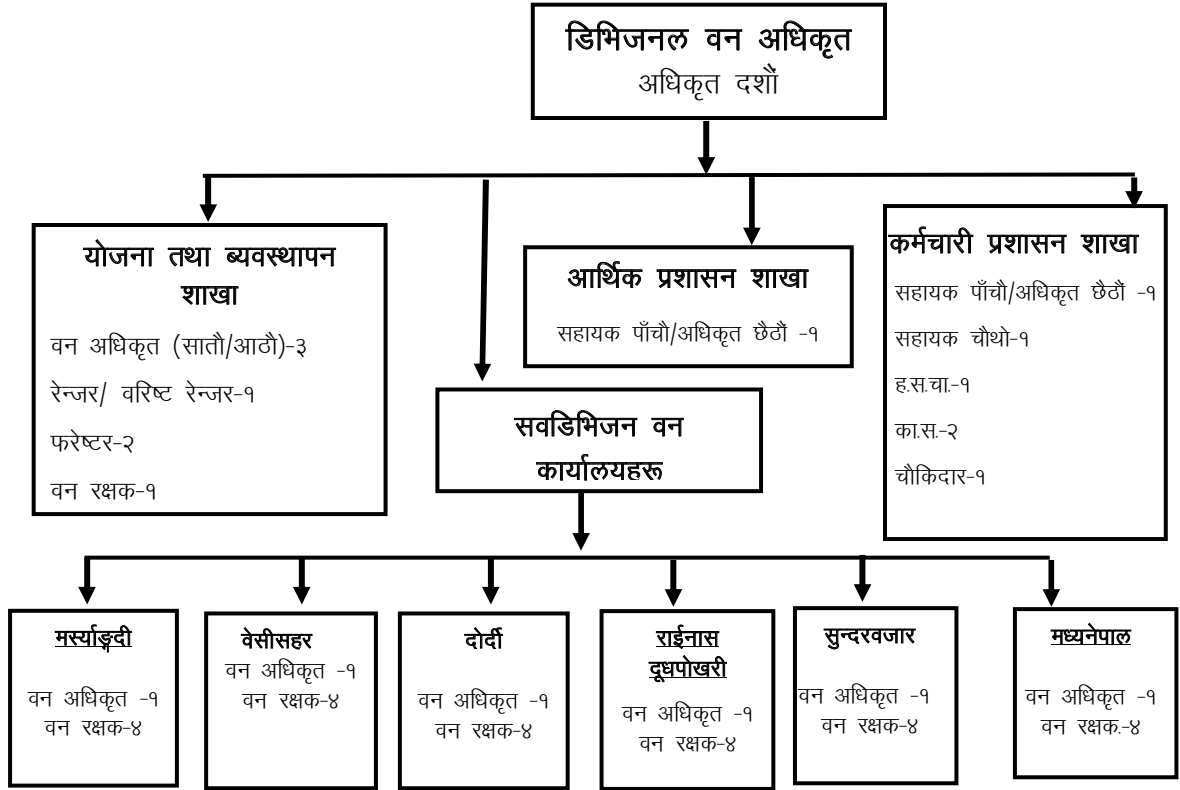 डिभिजनल वन अधिकृत
अधिकृत दशौं
योजना तथा ब्यवस्थापन
शाखा
वन अधिकृत (सातौ/आठौ)-३
रेन्जर/ वरिष्ट रेन्जर-१
फरेष्टर-२
वन रक्षक-१
सवडिभिजन वन
कार्यालयहरू
आर्थिक प्रशासन शाखा
सहायक पाँचौ/अधिकृत छैठौं -१
कर्मचारी प्रशासन शाखा
सहायक पाँचौ/अधिकृत छैठौं -१
सहायक चौथो-१
ह.स.चा.-१
का.स.-२
चौकिदार-१
मर्स्याङ्गदी
वन अधिकृत -१
वन रक्षक-४
वेसीसहर
वन अधिकृत -१
वन रक्षक-४
दोर्दी
वन अधिकृत -१
वन रक्षक-४
राईनास
दूधपोखरी
वन अधिकृत -१
वन रक्षक-४
सुन्दरवजार
वन अधिकृत -१
वन रक्षक-४
मध्यनेपाल
वन अधिकृत -१
वन रक्षक.-४